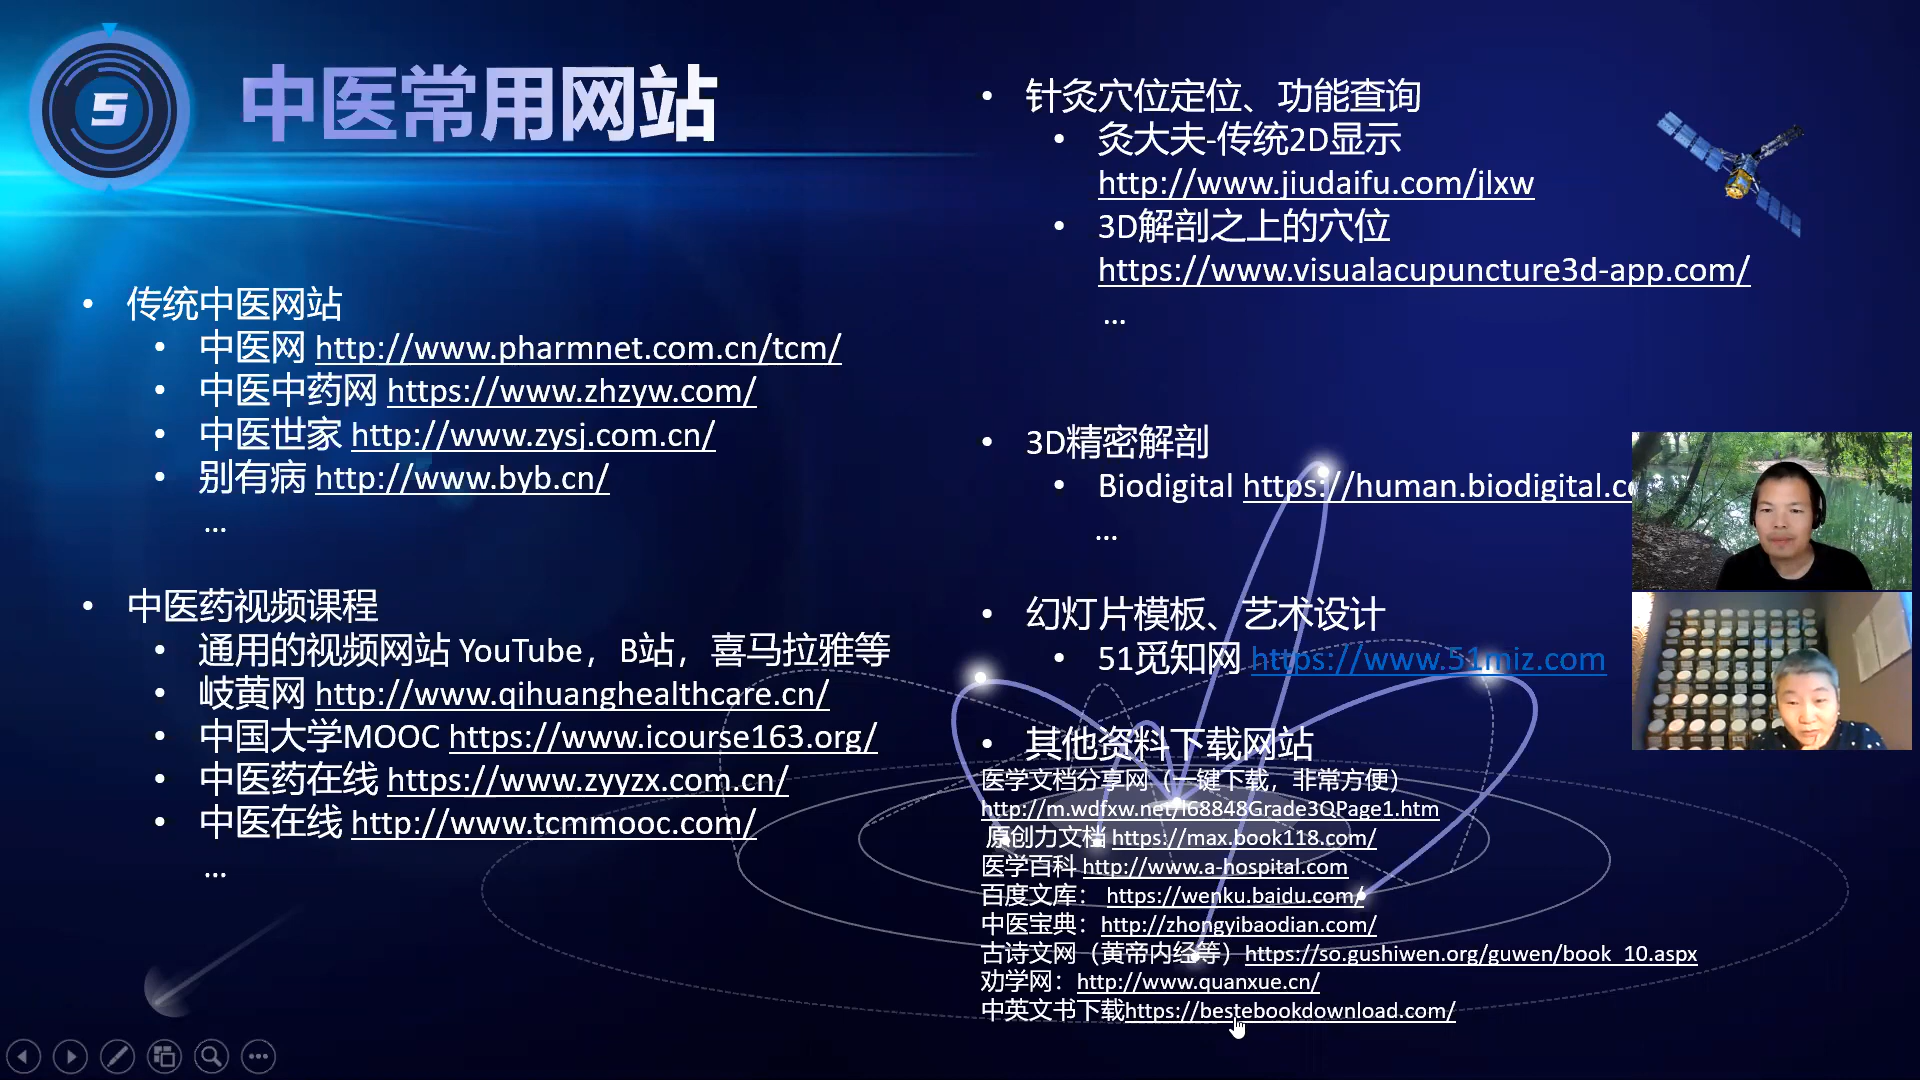 5
中医常用网站
• 传统中医网站
• 中医网 http://www.pharmnet.com.cn/tcm/
• 中医中药网 https://www.zhzyw.com/
• 中医世家 http://www.zysj.com.cn/
• 别有病 http://www.byb.cn/
...
• 中医药视频课程
• 通用的视频网站 YouTube，B站，喜马拉雅等
• 岐黄网 http://www.qihuanghealthcare.cn/
• 中国大学MOOC https://www.icourse163.org/
• 中医药在线 https://www.zyyzx.com.cn/
• 中医在线 http://www.tcmmooc.com/
...
• 针灸穴位定位、功能查询
• 灸大夫-传统2D显示
http://www.jiudaifu.com/jlxw
• 3D解剖之上的穴位
https://www.visualacupuncture3d-app.com/
...
• 3D精密解剖
• Biodigital https://human.biodigital.co
...
• 幻灯片模板、艺术设计
• 51觅知网 https://www.51miz.com
• 其他资料下载网站
医学文档分享网（一键下载，非常方便）
http://m.wdfxw.net/l68848Grade3QPage1.htm
原创力文档 https://max.book118.com/
医学百科 http://www.a-hospital.com
百度文库： https://wenku.baidu.com/
中医宝典：http://zhongyibaodian.com/
古诗文网（黄帝内经等）https://so.gushiwen.org/guwen/book_10.aspx
劝学网：http://www.quanxue.cn/
中英文书下载https://bestebookdownload.com/